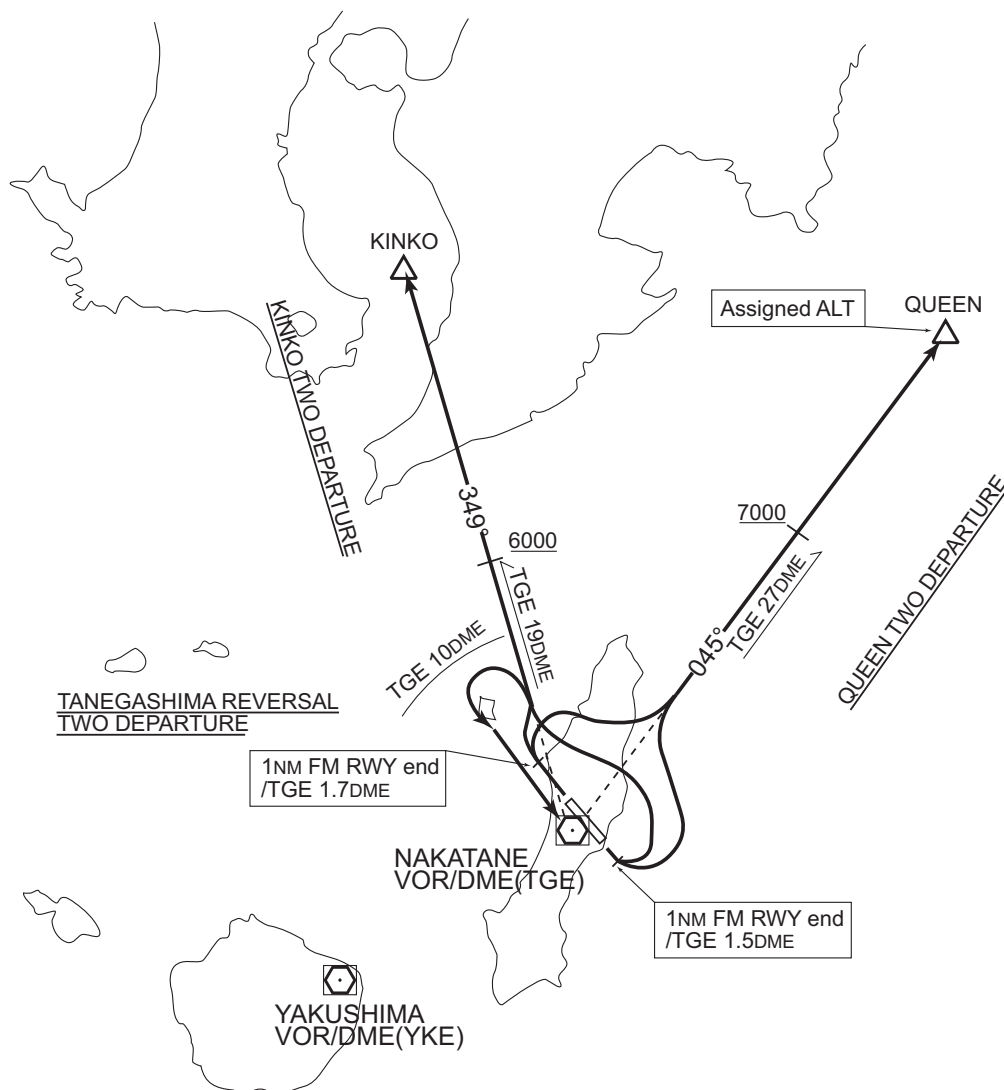 KINKO
Assigned ALT
QUEEN
KINKO TWO DEPARTURE
349°
6000
TGE 19DME
7000
TGE 27DME
045°
QUEEN TWO DEPARTURE
TGE 10DME
TANEGASHIMA REVERSAL
TWO DEPARTURE
1NM FM RWY end
/TGE 1.7DME
NAKATANE
VOR/DME(TGE)
1NM FM RWY end
/TGE 1.5DME
YAKUSHIMA
VOR/DME(YKE)